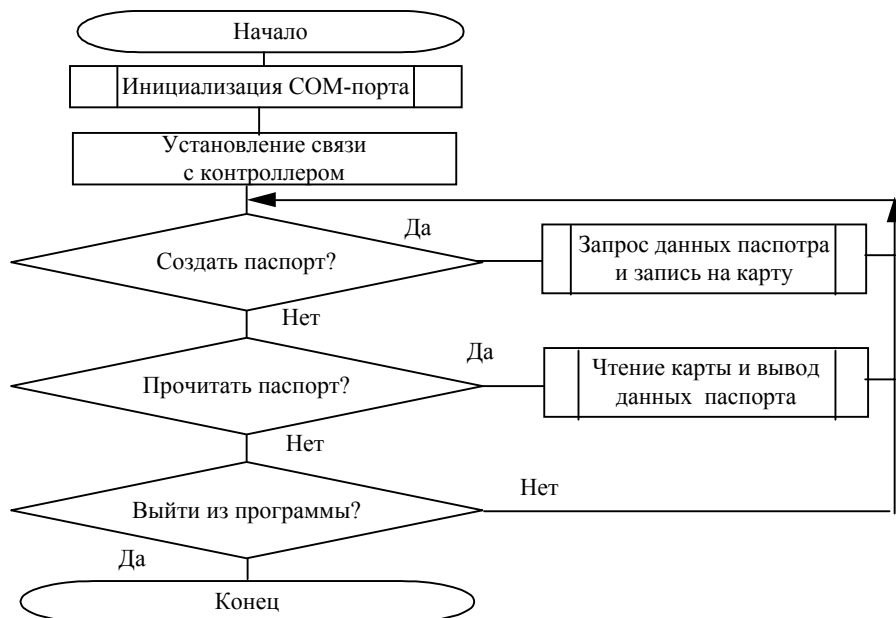 Начало
Инициализация COM-порта
Установление связи
с контроллером
Да
Создать паспорт?
Запрос данных паспотра
и запись на карту
Нет
Да
Прочитать паспорт?
Чтение карты и вывод
данных паспорта
Нет
Нет
Выйти из программы?
Да
Конец